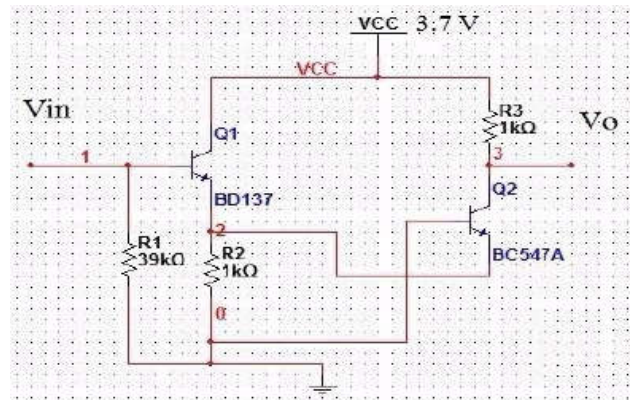 VCC 3.7 V
VCC
Vin
R3
1kΩ
Vo
Q1
1
3
Q2
BD137
2
R1
39kΩ
R2
1kΩ
BC547A
0